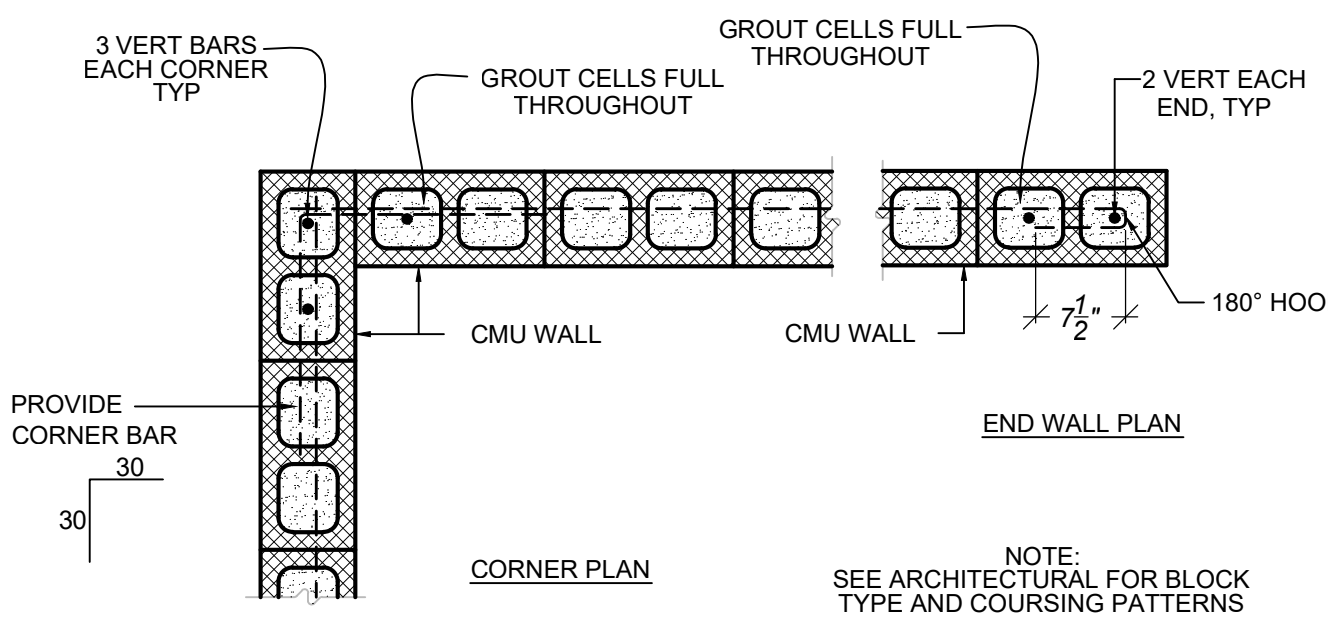 3 VERT BARS
EACH CORNER
TYP
GROUT CELLS FULL
THROUGHOUT
GROUT CELLS FULL
THROUGHOUT
2 VERT EACH
END, TYP
CMU WALL
CMU WALL
7 1/2"
180° HOO
PROVIDE
CORNER BAR
30
30
END WALL PLAN
CORNER PLAN
NOTE:
SEE ARCHITECTURAL FOR BLOCK
TYPE AND COURSING PATTERNS